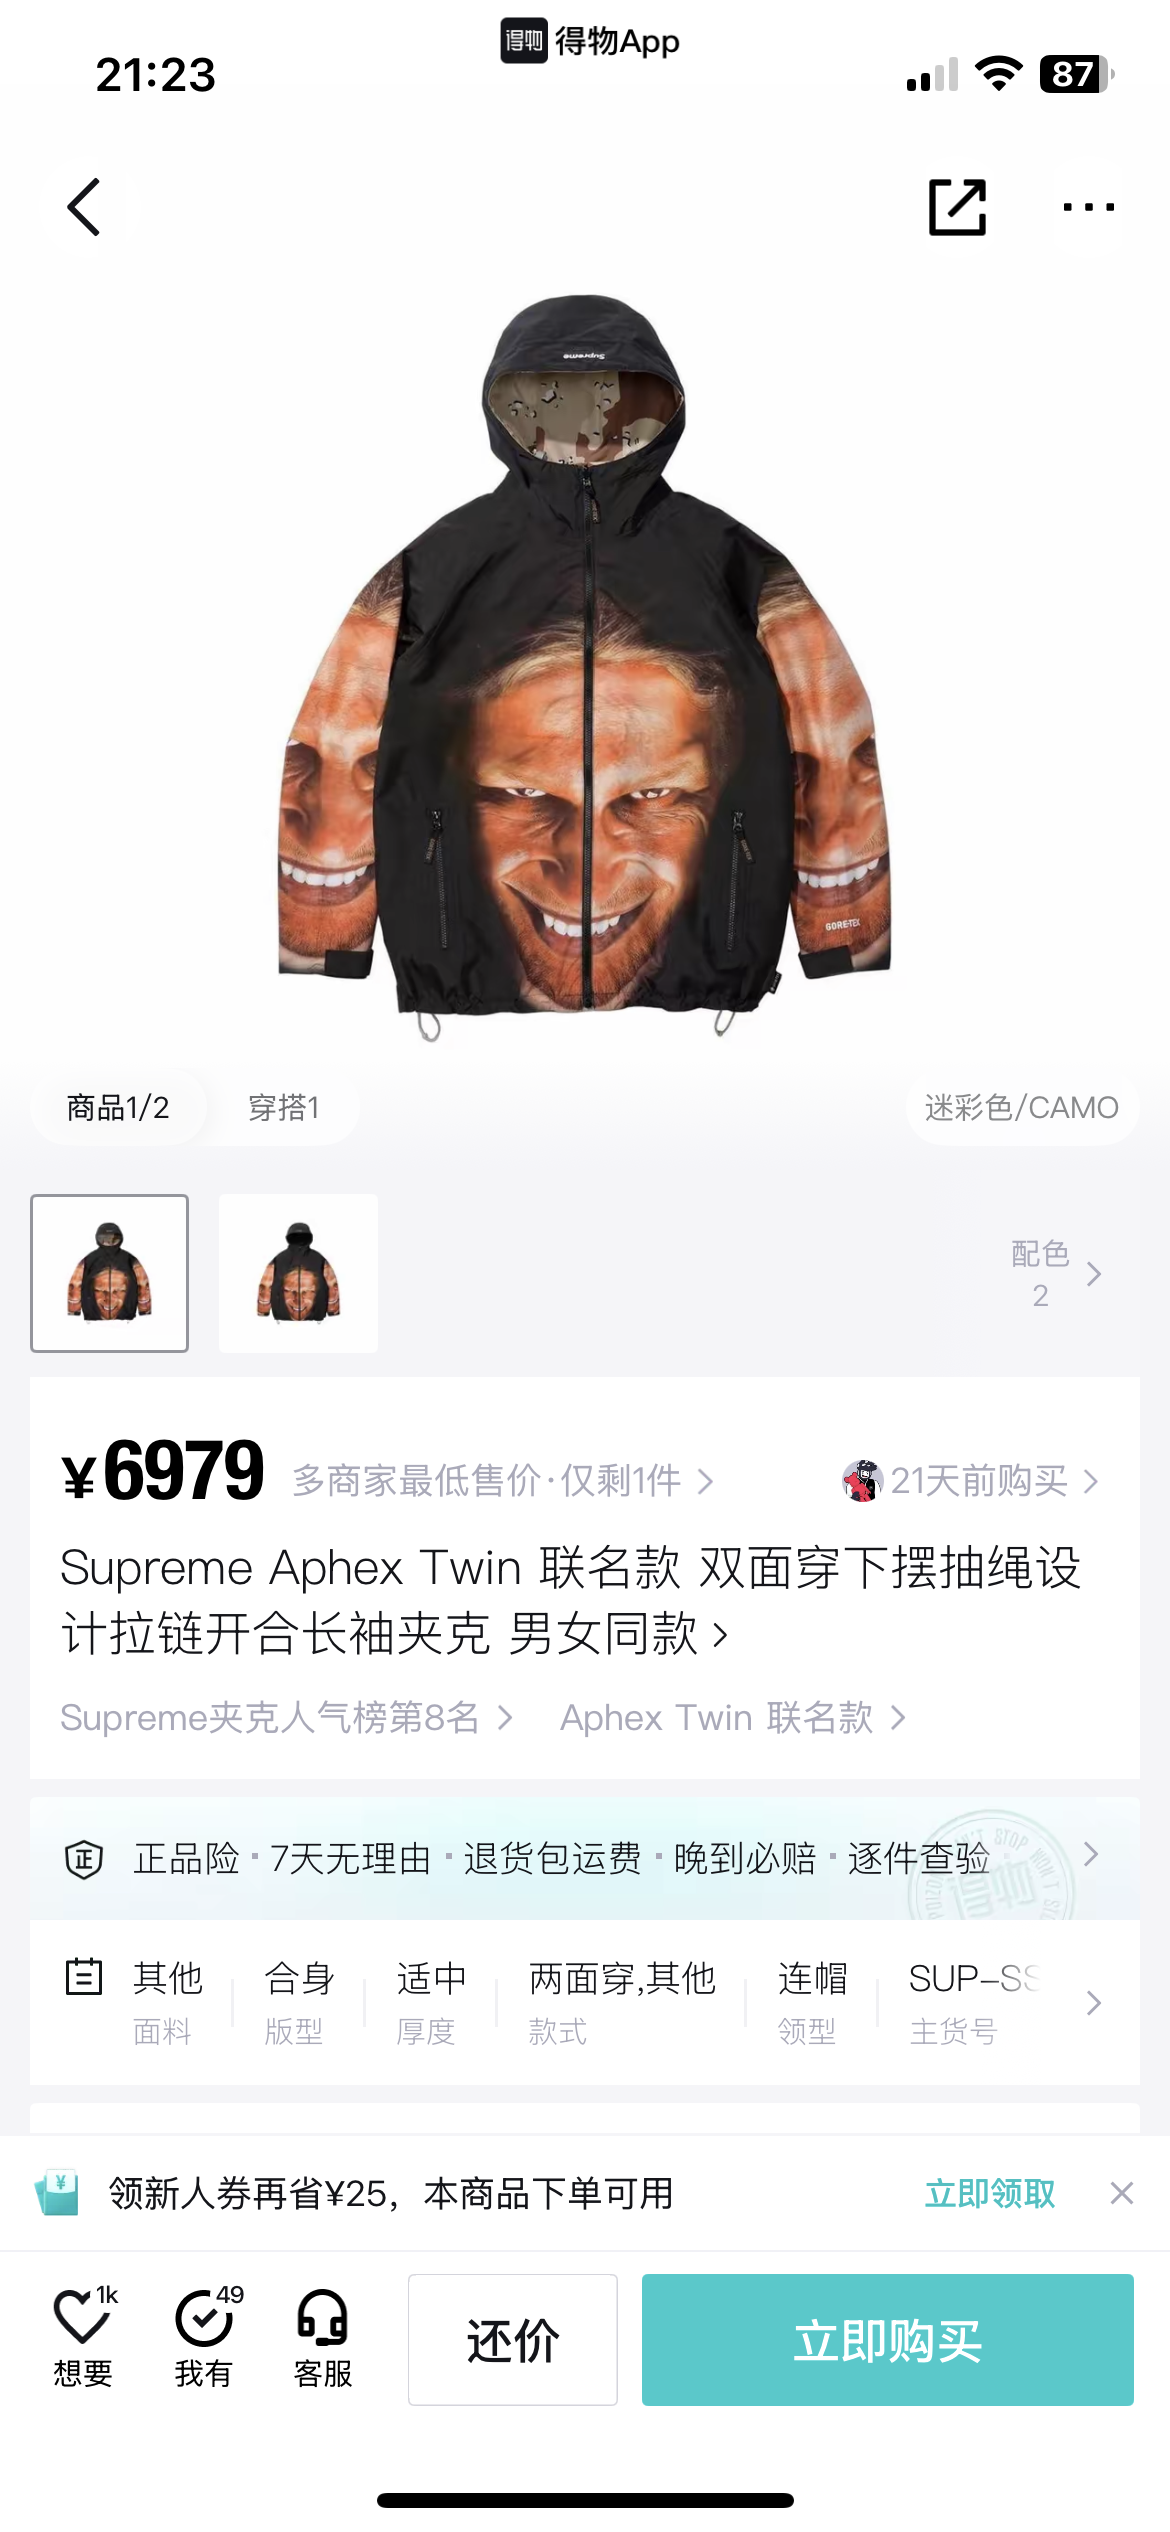 得物 得物App
21:23
87
Supreme
GORE-TEX
商品1/2
穿搭1
迷彩色/CAMO
配色
2
¥6979 多商家最低售价·仅剩1件
21天前购买
Supreme Aphex Twin 联名款 双面穿下摆抽绳设
计拉链开合长袖夹克 男女同款
Supreme夹克人气榜第8名
Aphex Twin 联名款
正 正品险·7天无理由·退货包运费·晚到必赔·逐件查验
得物
其他 合身 适中 两面穿,其他 连帽 SUP-SS
面料 版型 厚度 款式 领型 主货号
¥ 领新人券再省¥25，本商品下单可用
立即领取
1k
49
想要
我有
客服
还价
立即购买